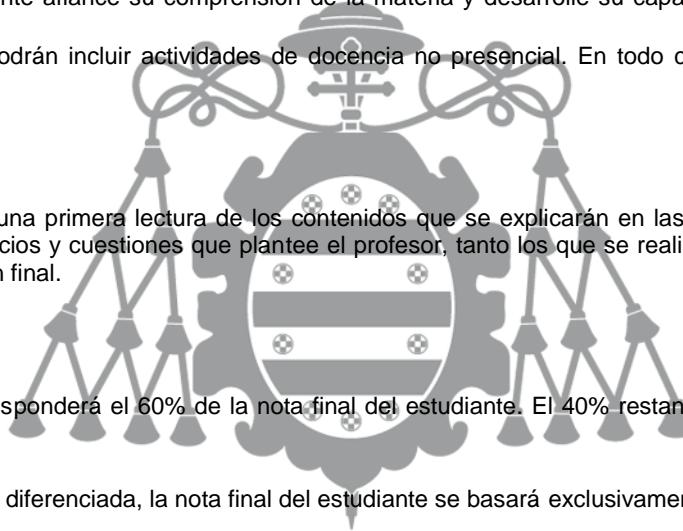 nte afiance su comprensión de la materia y desarrolle su capa
odrán incluir actividades de docencia no presencial. En todo c
una primera lectura de los contenidos que se explicarán en las
cios y cuestiones que plantee el profesor, tanto los que se reali
n final.
sponderá el 60% de la nota final del estudiante. El 40% restan
diferenciada, la nota final del estudiante se basará exclusivame